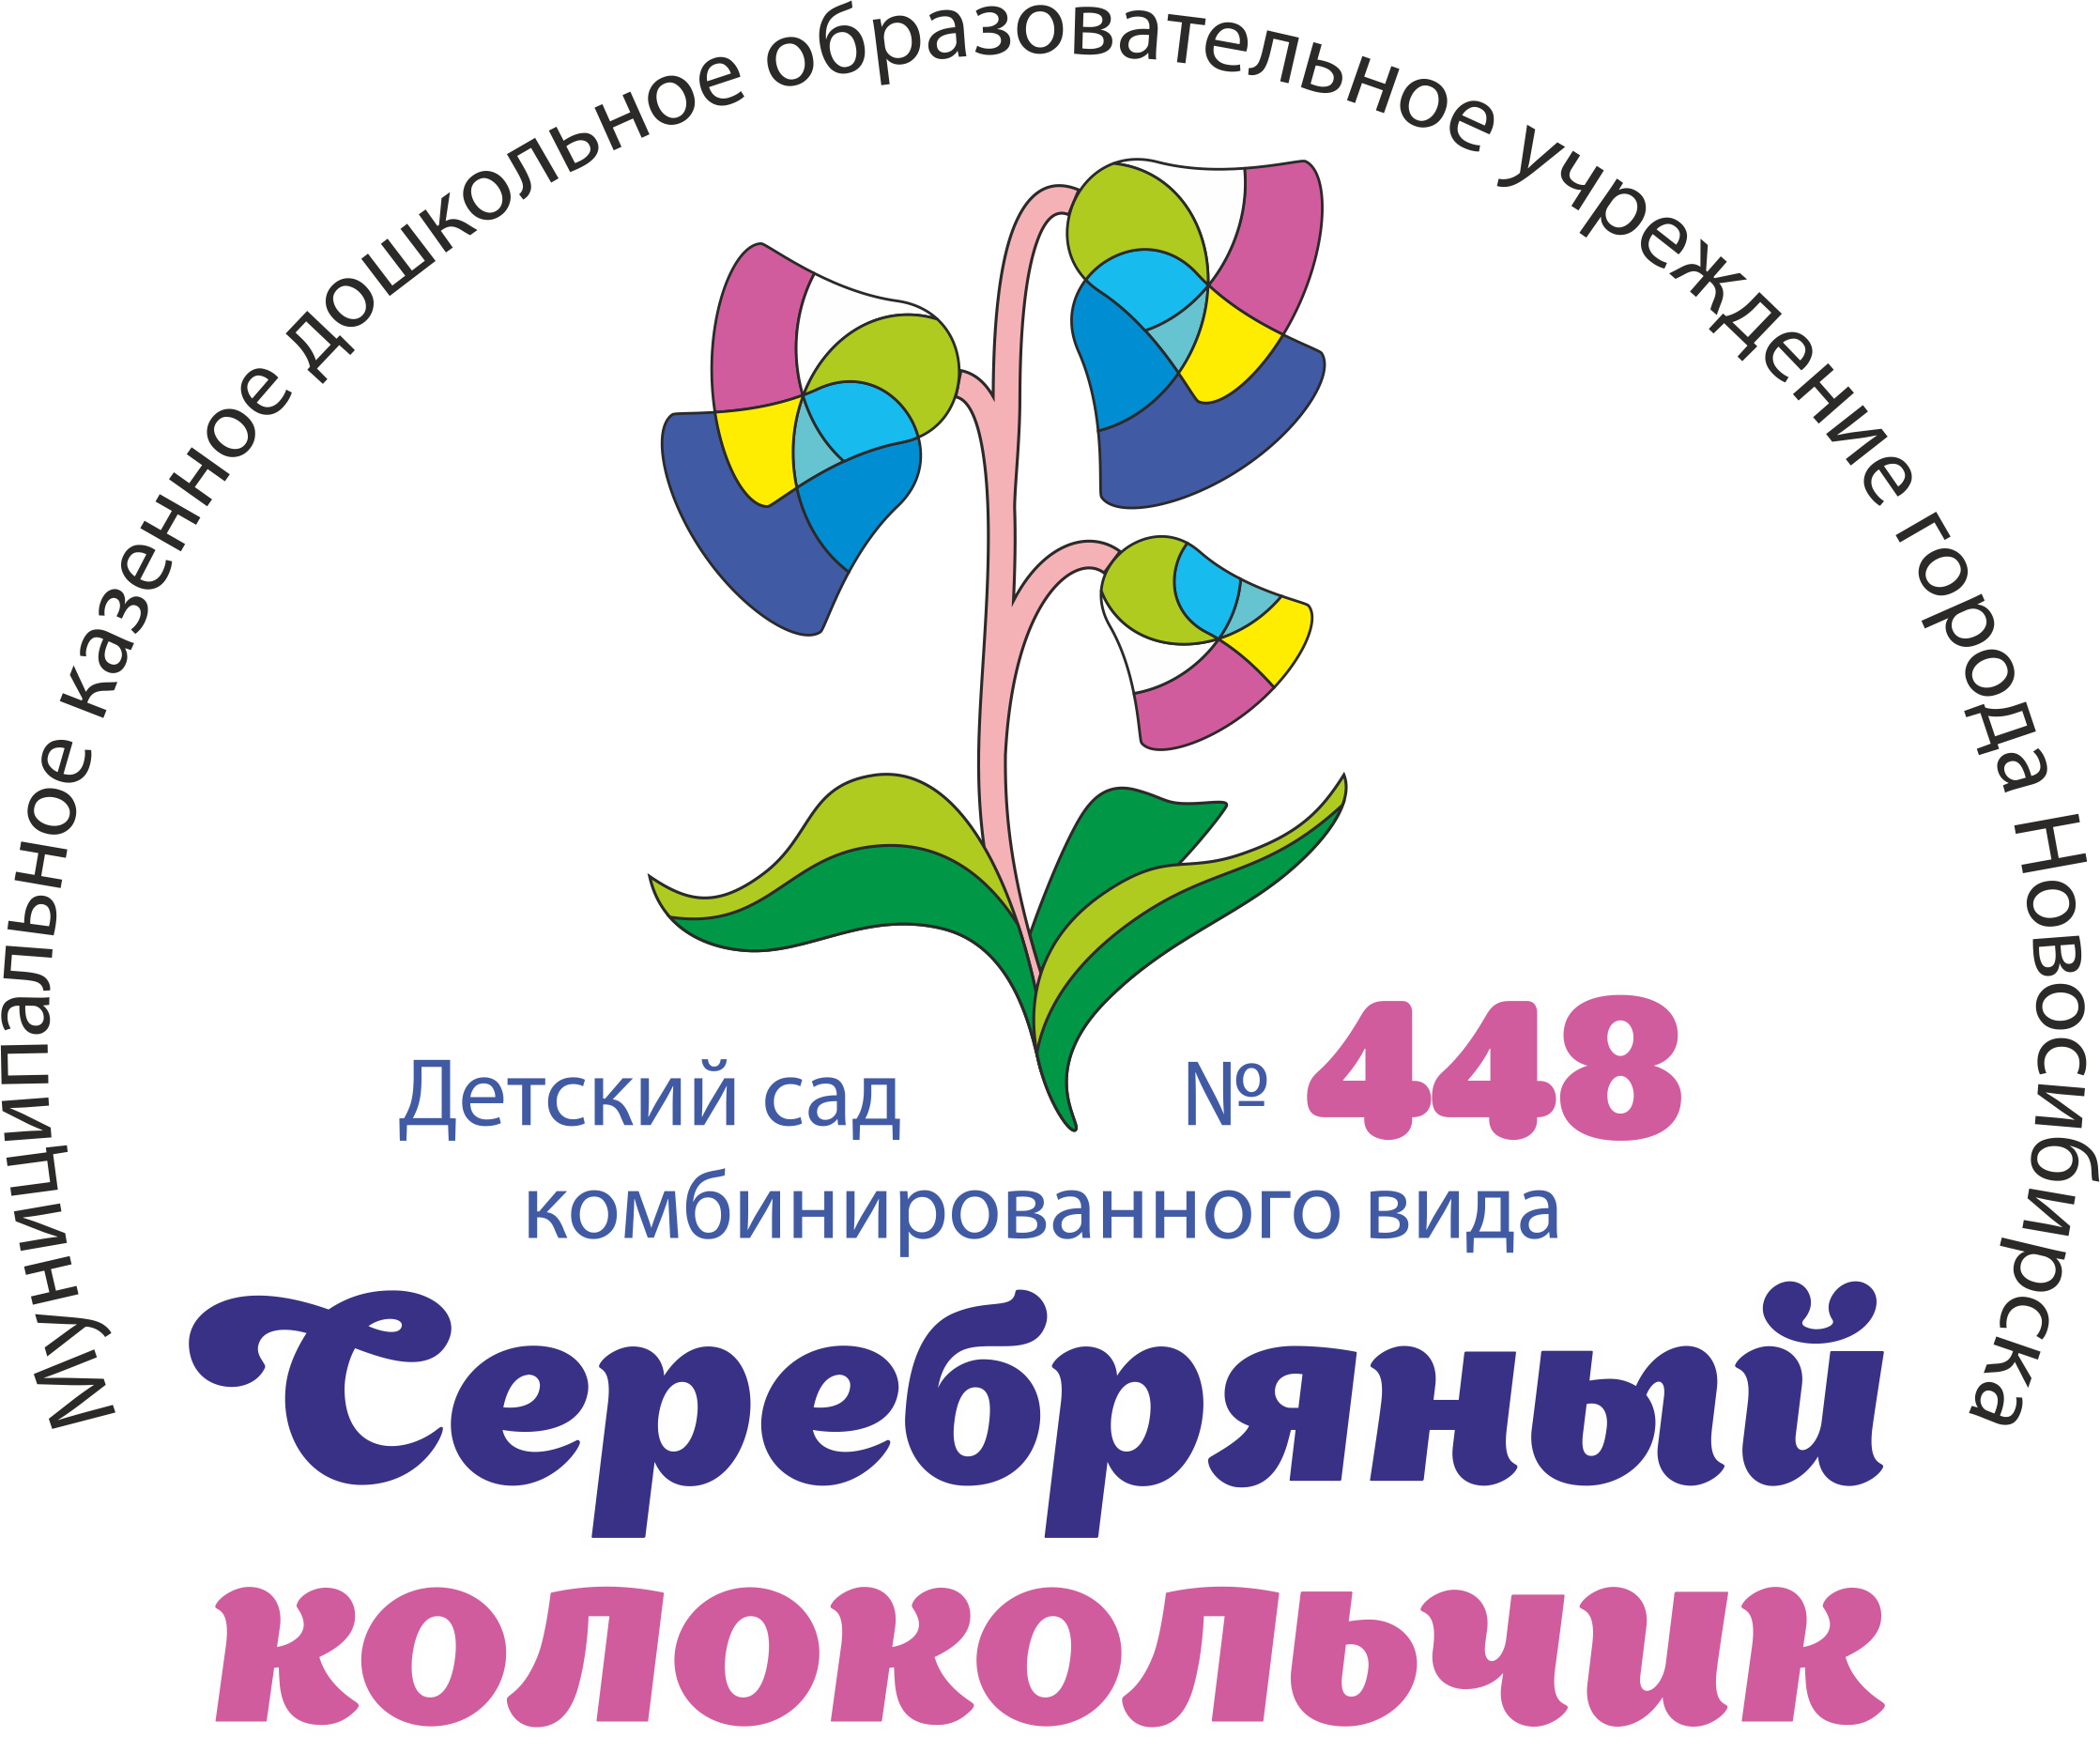 Муниципальное казенное дошкольное образовательное учреждение города Новосибирска
Детский сад № 448
комбинированного вида
Серебряный
колокольчик